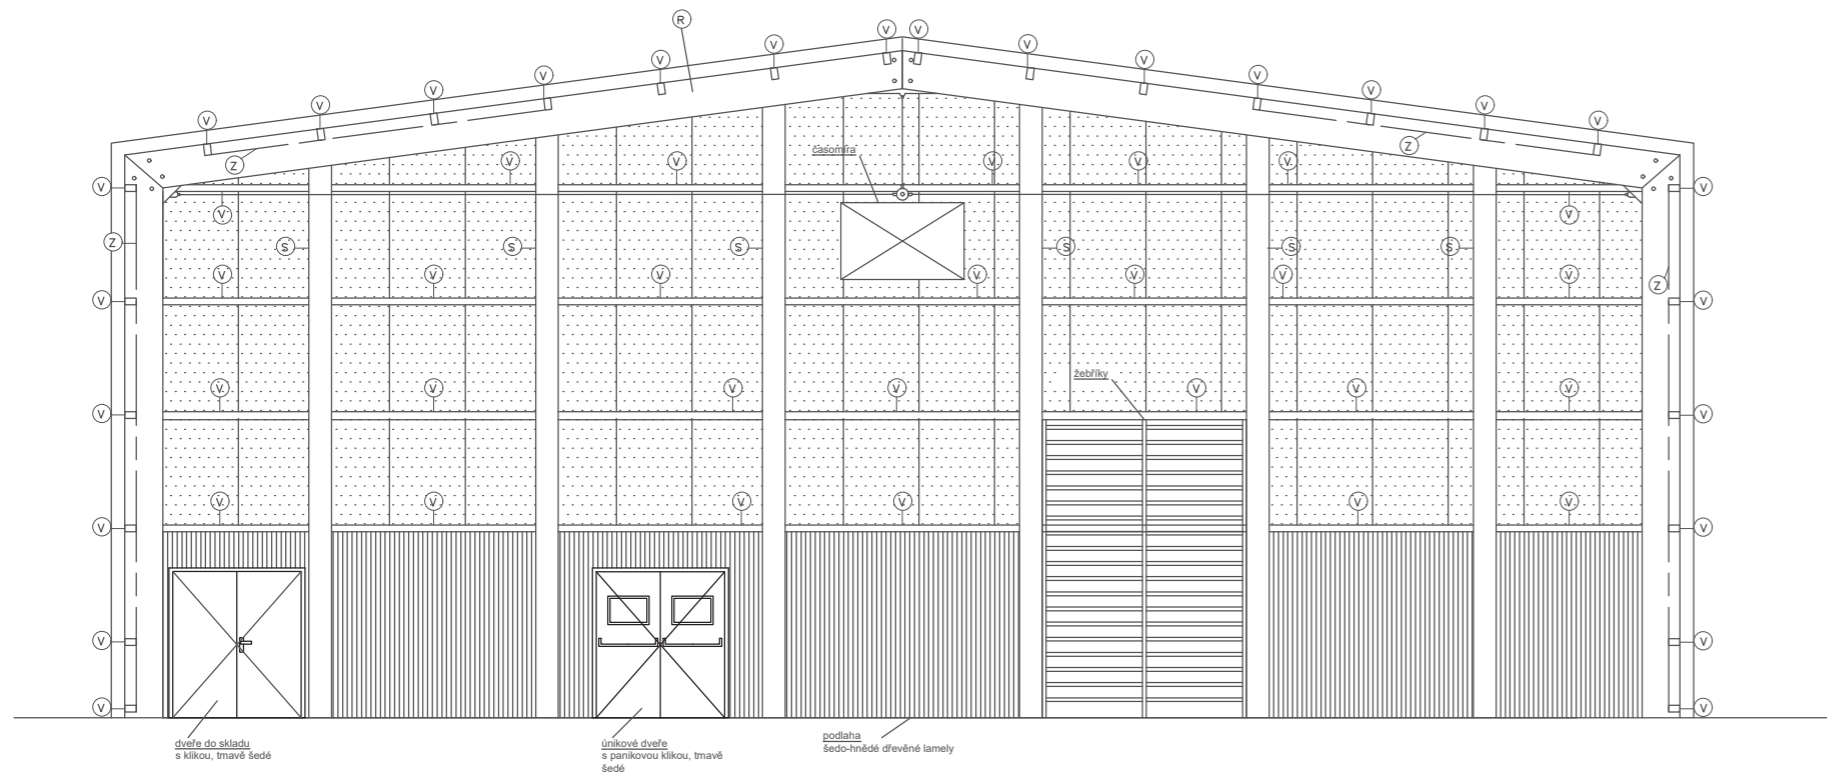 R
V V
V V
V V
V V
V V
V V
V V
časomíra Z
Z V V V V V
V V
V V
Z S S S S S S
V V V V V V V
Z
V V
žebříky
V V V V V V V
V V
V V V V V V
V V
V V
V V
dveře do skladu
s klikou, tmavě šedé
únikové dveře
s panikovou klikou, tmavě
šedé
podlaha
šedo-hnědé dřevěné lamely